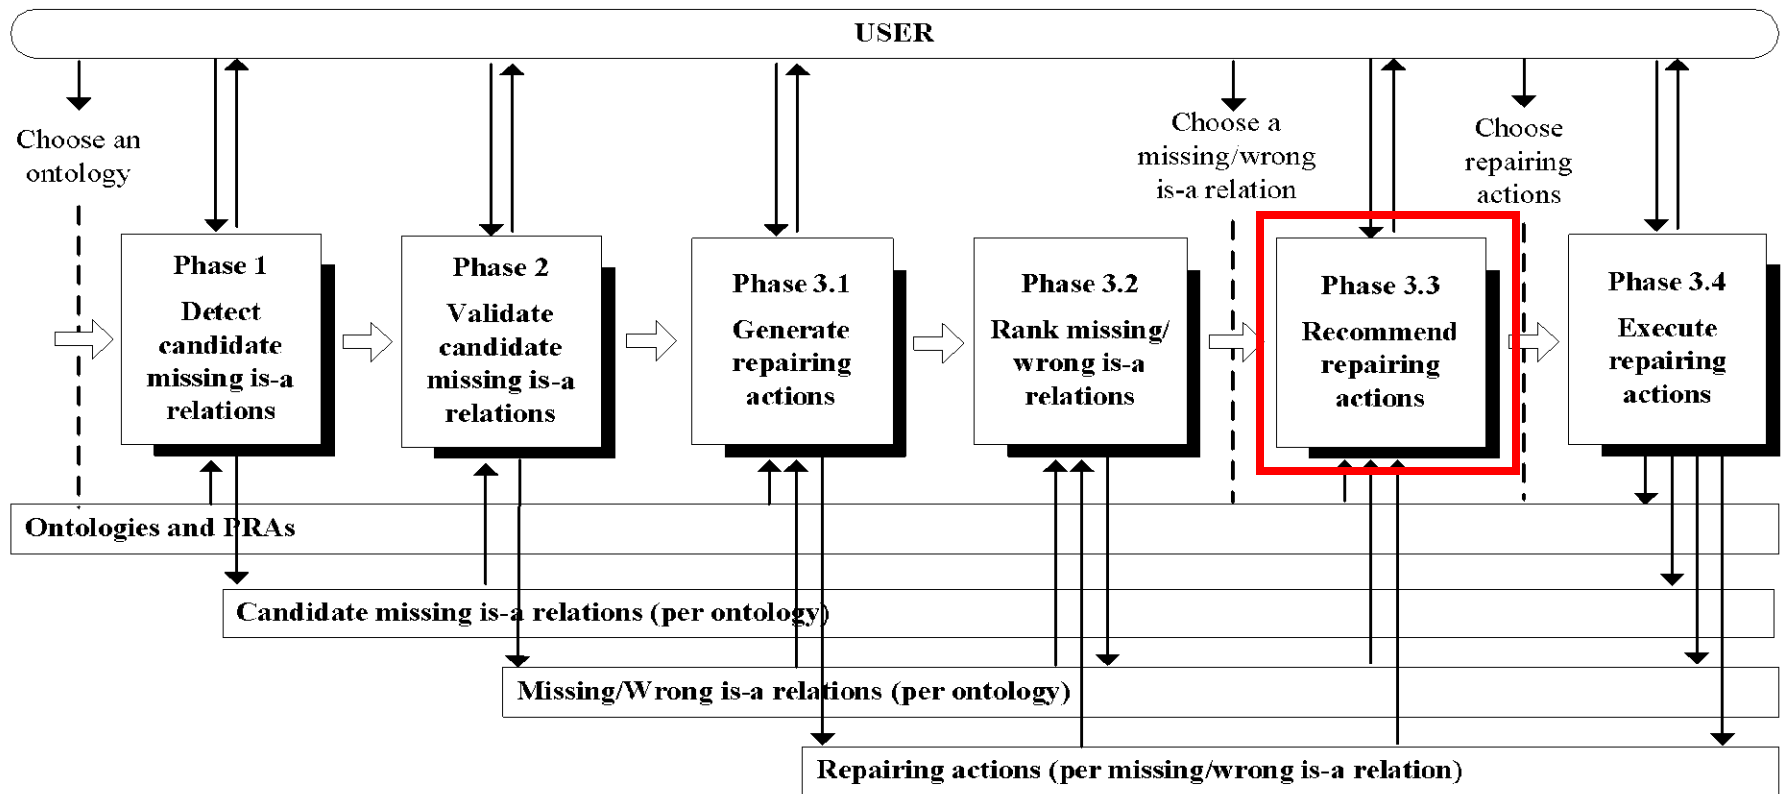 USER
Choose an
ontology
Choose a
missing/wrong
is-a relation
Choose
repairing
actions
Phase 1
Detect
candidate
missing is-a
relations
Phase 2
Validate
candidate
missing is-a
relations
Phase 3.1
Generate
repairing
actions
Phase 3.2
Rank missing/
wrong is-a
relations
Phase 3.3
Recommend
repairing
actions
Phase 3.4
Execute
repairing
actions
Ontologies and PRAs
Candidate missing is-a relations (per ontology)
Missing/Wrong is-a relations (per ontology)
Repairing actions (per missing/wrong is-a relation)